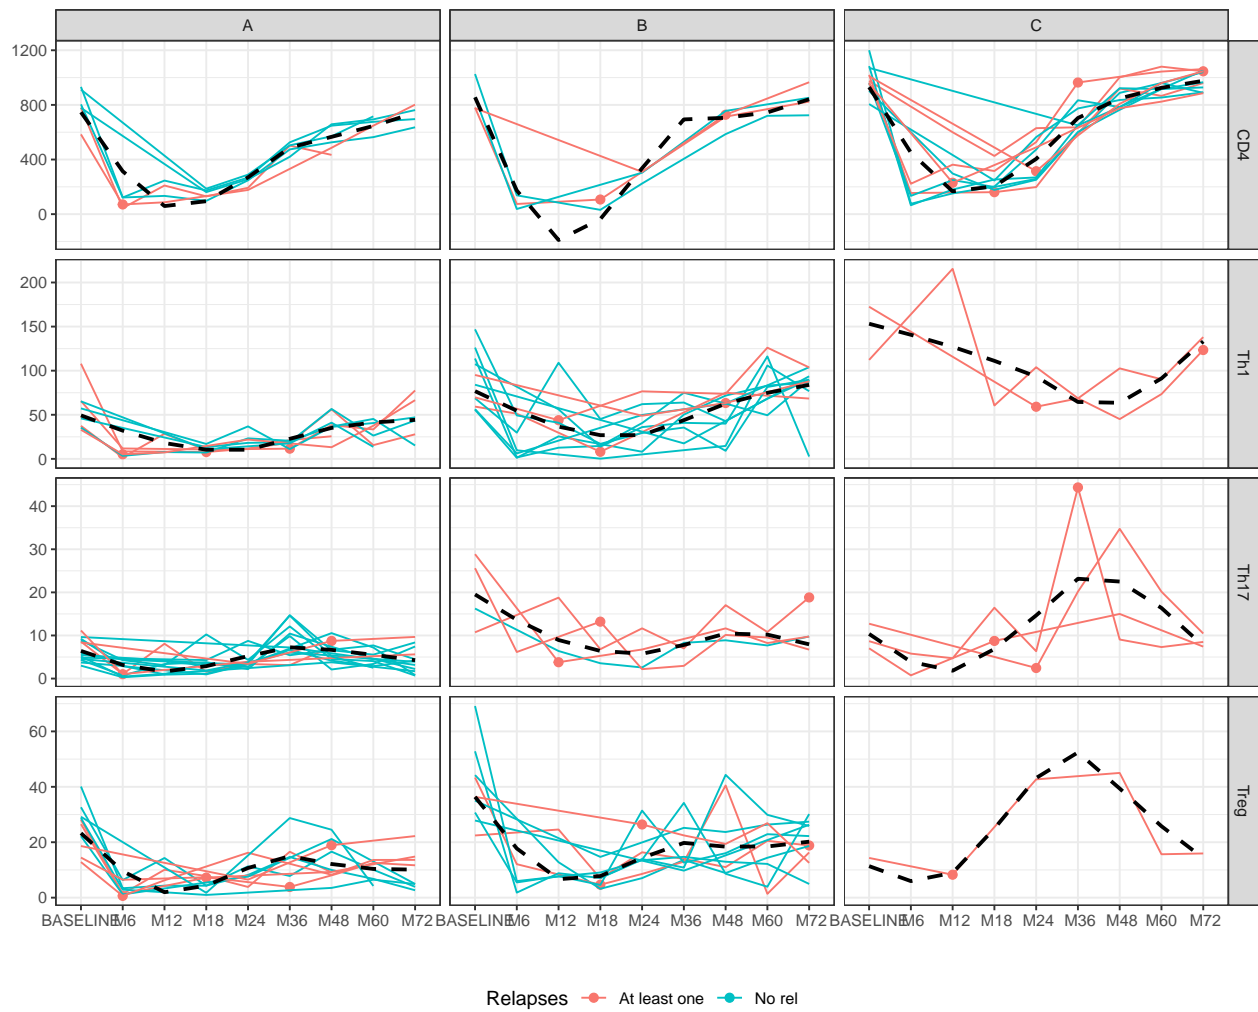 A B C
1200
800
400
0
CD4
200
150
100
50
0
Th1
40
30
20
10
0
Th17
60
40
20
0
Treg
BASELINE M6 M12 M18 M24 M36 M48 M60 M72 BASELINE M6 M12 M18 M24 M36 M48 M60 M72 BASELINE M6 M12 M18 M24 M36 M48 M60 M72
Relapses At least one No rel